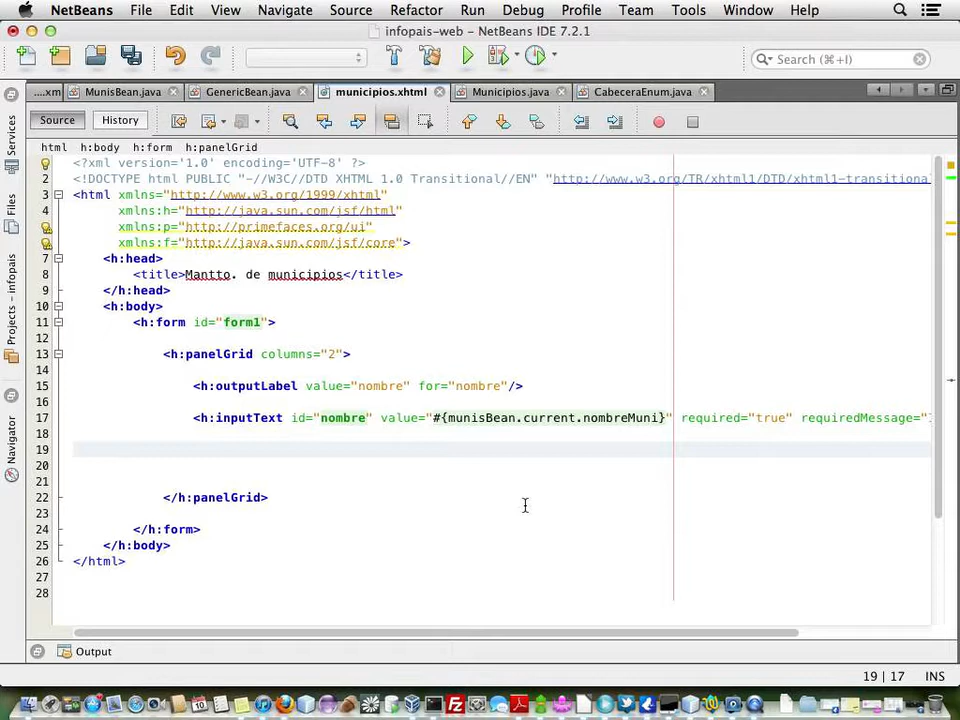 NetBeans File Edit View Navigate Source Refactor Run Debug Profile Team Tools Window Help
infopais-web – NetBeans IDE 7.2.1
Search (⌘+I)
....xm MunisBean.java GenericBean.java municipios.xhtml Municipios.java CabeceraEnum.java
Source History
html h:body h:form h:panelGrid
Services
Files
Projects - infopais
Navigator
1 <?xml version='1.0' encoding='UTF-8' ?>
2 <!DOCTYPE html PUBLIC "-//W3C//DTD XHTML 1.0 Transitional//EN" "http://www.w3.org/TR/xhtml1/DTD/xhtml1-transitional
3 <html xmlns="http://www.w3.org/1999/xhtml"
4 xmlns:h="http://java.sun.com/jsf/html"
xmlns:p="http://primefaces.org/ui"
xmlns:f="http://java.sun.com/jsf/core">
7 <h:head>
8 <title>Mantto. de municipios</title>
9 </h:head>
10 <h:body>
11 <h:form id="form1">
12
13 <h:panelGrid columns="2">
14
15 <h:outputLabel value="nombre" for="nombre"/>
16
17 <h:inputText id="nombre" value="#{munisBean.current.nombreMuni}" required="true" requiredMessage="
18
19
20
21
22 </h:panelGrid>
23
24 </h:form>
25 </h:body>
26 </html>
27
28
Output
19 | 17 INS